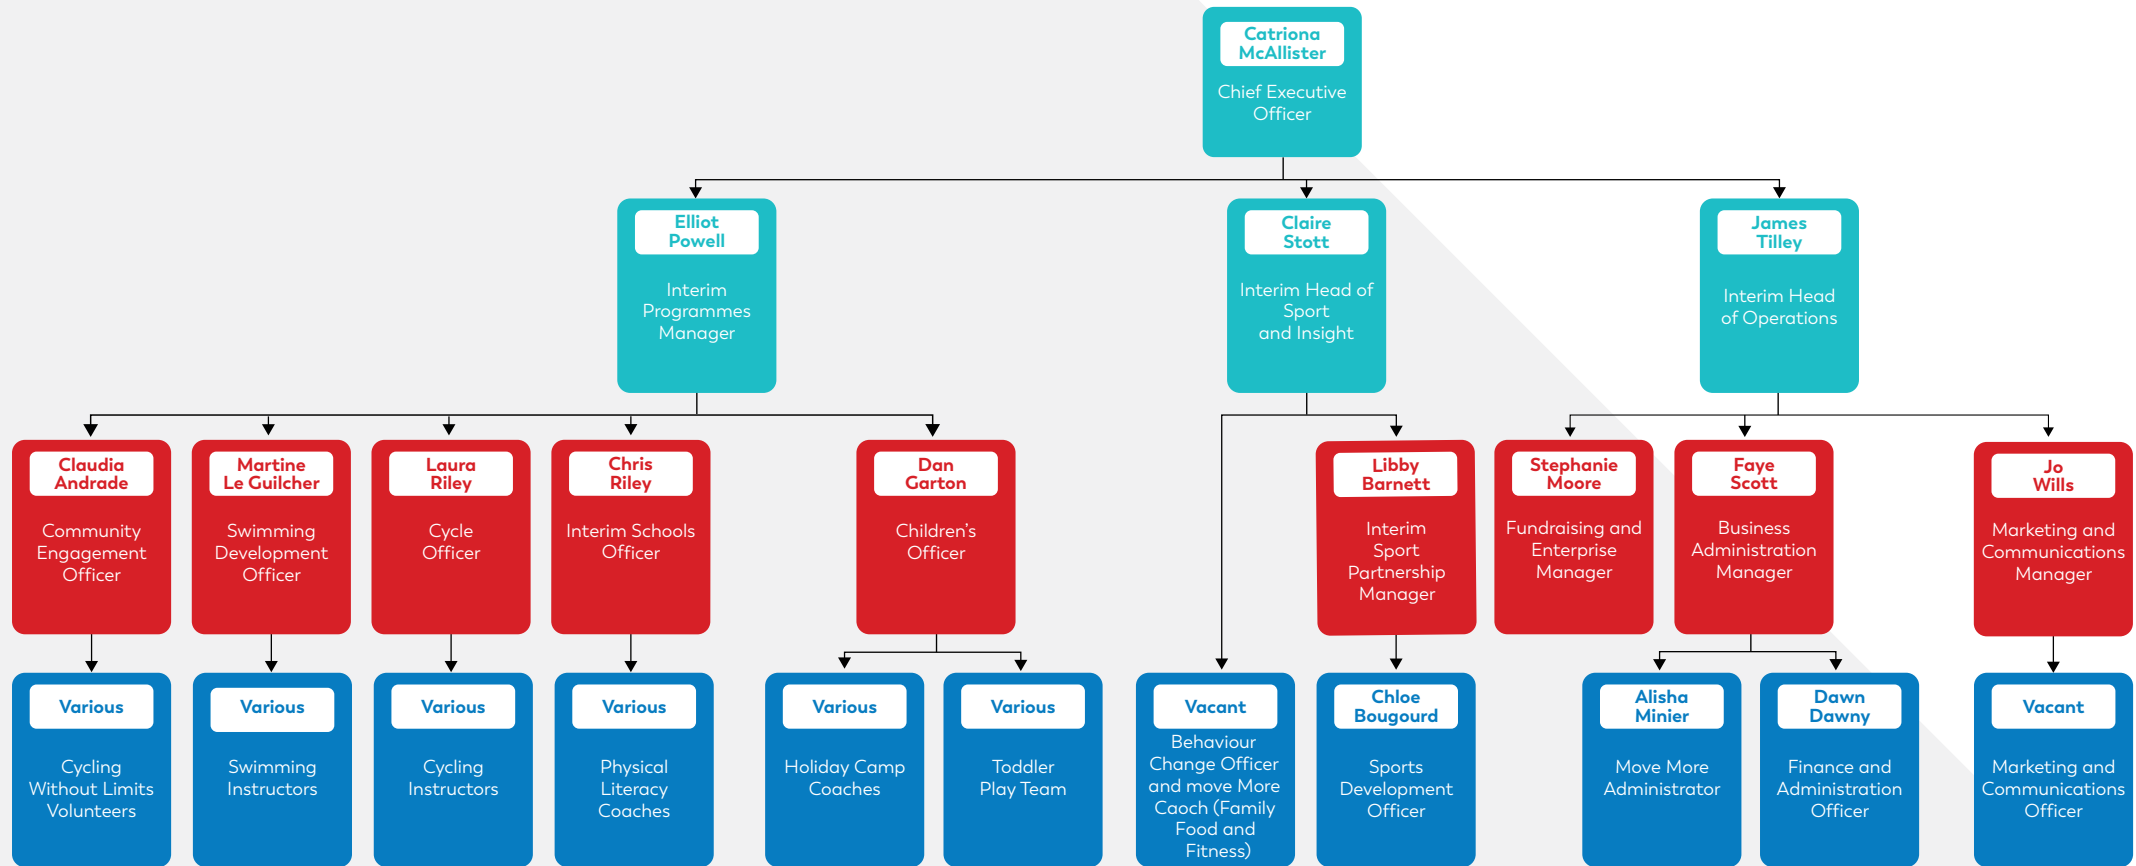 Catriona
McAllister
Chief Executive
Officer
Elliot
Powell
Interim
Programmes
Manager
Claire
Stott
Interim Head of
Sport
and Insight
James
Tilley
Interim Head
of Operations
Claudia
Andrade
Community
Engagement
Officer
Martine
Le Guilcher
Swimming
Development
Officer
Laura
Riley
Cycle
Officer
Chris
Riley
Interim Schools
Officer
Dan
Garton
Children's
Officer
Libby
Barnett
Interim
Sport
Partnership
Manager
Stephanie
Moore
Fundraising and
Enterprise
Manager
Faye
Scott
Business
Administration
Manager
Jo
Wills
Marketing and
Communications
Manager
Various
Cycling
Without Limits
Volunteers
Various
Swimming
Instructors
Various
Cycling
Instructors
Various
Physical
Literacy
Coaches
Various
Holiday Camp
Coaches
Various
Toddler
Play Team
Vacant
Behaviour
Change Officer
and move More
Caoch (Family
Food and
Fitness)
Chloe
Bougourd
Sports
Development
Officer
Alisha
Minier
Move More
Administrator
Dawn
Dawny
Finance and
Administration
Officer
Vacant
Marketing and
Communications
Officer